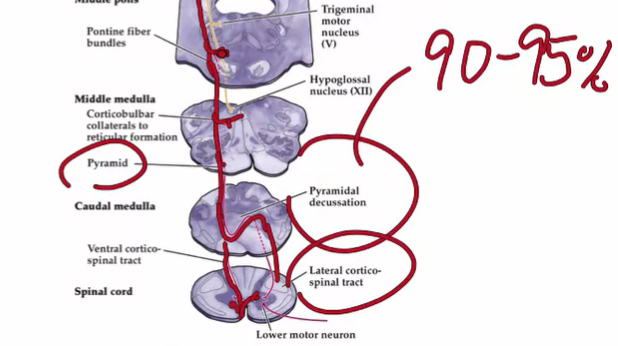 Middle pons
Trigeminal
motor
nucleus
(V)
Pontine fiber
bundles
90-95%
Hypoglossal
nucleus (XII)
Middle medulla
Corticobulbar
collaterals to
reticular formation
Pyramid
Pyramidal
decussation
Caudal medulla
Ventral cortico-
spinal tract
Lateral cortico-
spinal tract
Spinal cord
Lower motor neuron